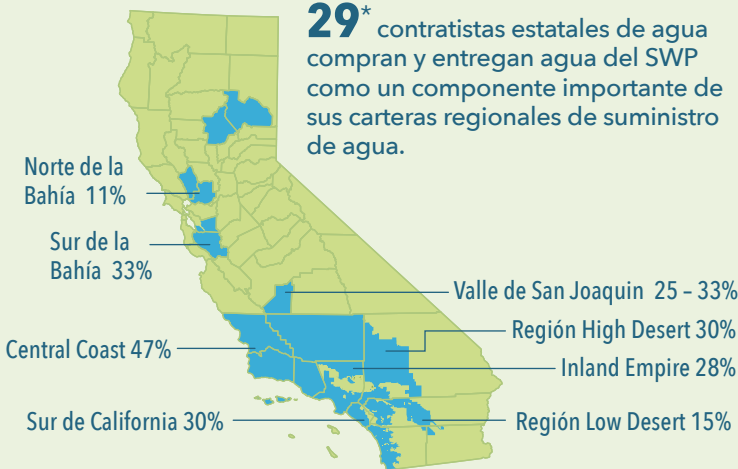 29* contratistas estatales de agua
compran y entregan agua del SWP
como un componente importante de
sus carteras regionales de suministro
de agua.
Norte de la
Bahía 11%
Sur de la
Bahía 33%
Valle de San Joaquin 25 – 33%
Región High Desert 30%
Central Coast 47%
Inland Empire 28%
Sur de California 30%
Región Low Desert 15%